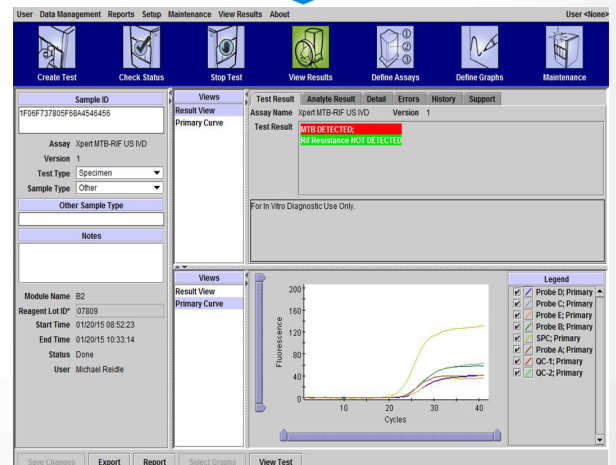 User Data Management Reports Setup Maintenance View Results About User <None>
Create Test Check Status Stop Test View Results Define Assays Define Graphs Maintenance
Sample ID
1F06F737805F68A4546456
Assay Xpert MTB-RIF US IVD
Version 1
Test Type Specimen
Sample Type Other
Other Sample Type
Notes
Module Name B2
Reagent Lot ID* 07809
Start Time 01/20/15 08:52:23
End Time 01/20/15 10:33:14
Status Done
User Michael Reidle
Views
Result View
Primary Curve
Test Result Analyte Result Detail Errors History Support
Assay Name Xpert MTB-RIF US IVD Version 1
Test Result MTB DETECTED;
Rif Resistance NOT DETECTED
For In Vitro Diagnostic Use Only.
Views
Result View
Primary Curve
Fluorescence
200
160
120
80
40
0
10 20 30 40
Cycles
Legend
Probe D; Primary
Probe C; Primary
Probe E; Primary
Probe B; Primary
SPC; Primary
Probe A; Primary
QC-1; Primary
QC-2; Primary
Save Changes Export Report Select Graphs View Test